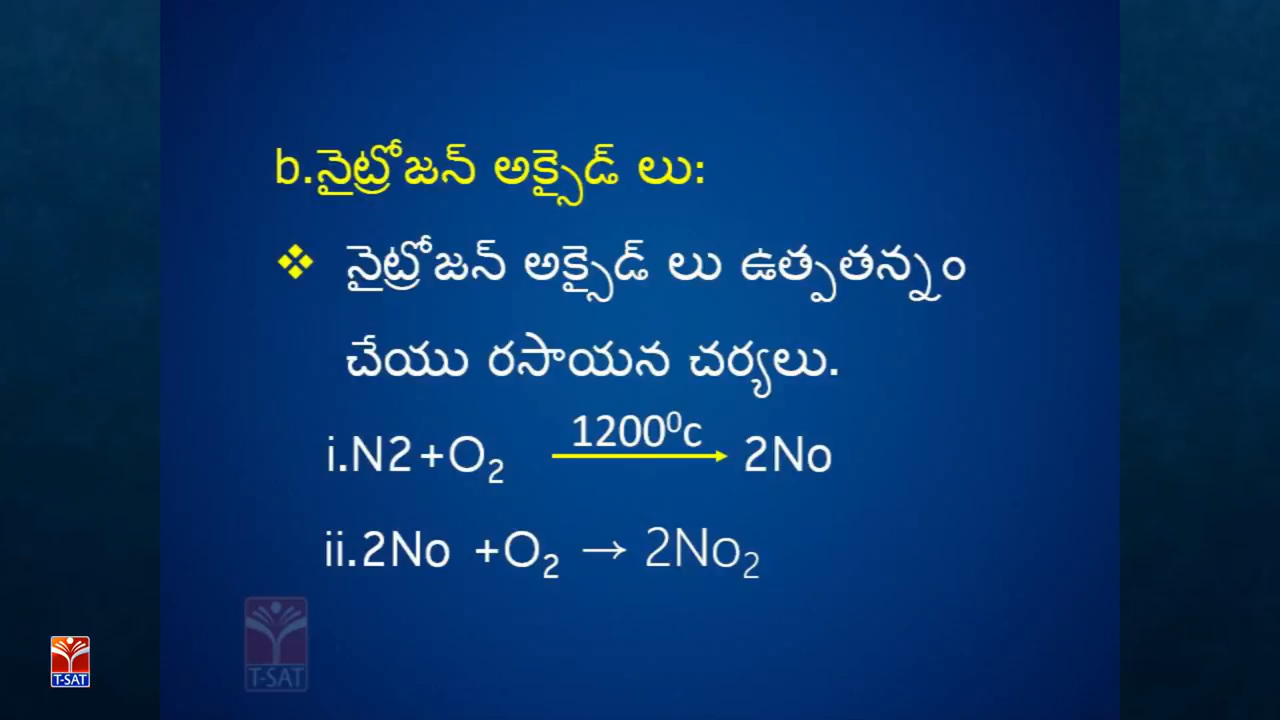 b.నైట్రోజన్ అక్సైడ్ లు:
❖ నైట్రోజన్ అక్సైడ్ లు ఉత్పతన్నం
చేయు రసాయన చర్యలు.
1200⁰c
i.N2+O₂ → 2No
ii.2No +O₂ → 2No₂
T-SAT
T-SAT